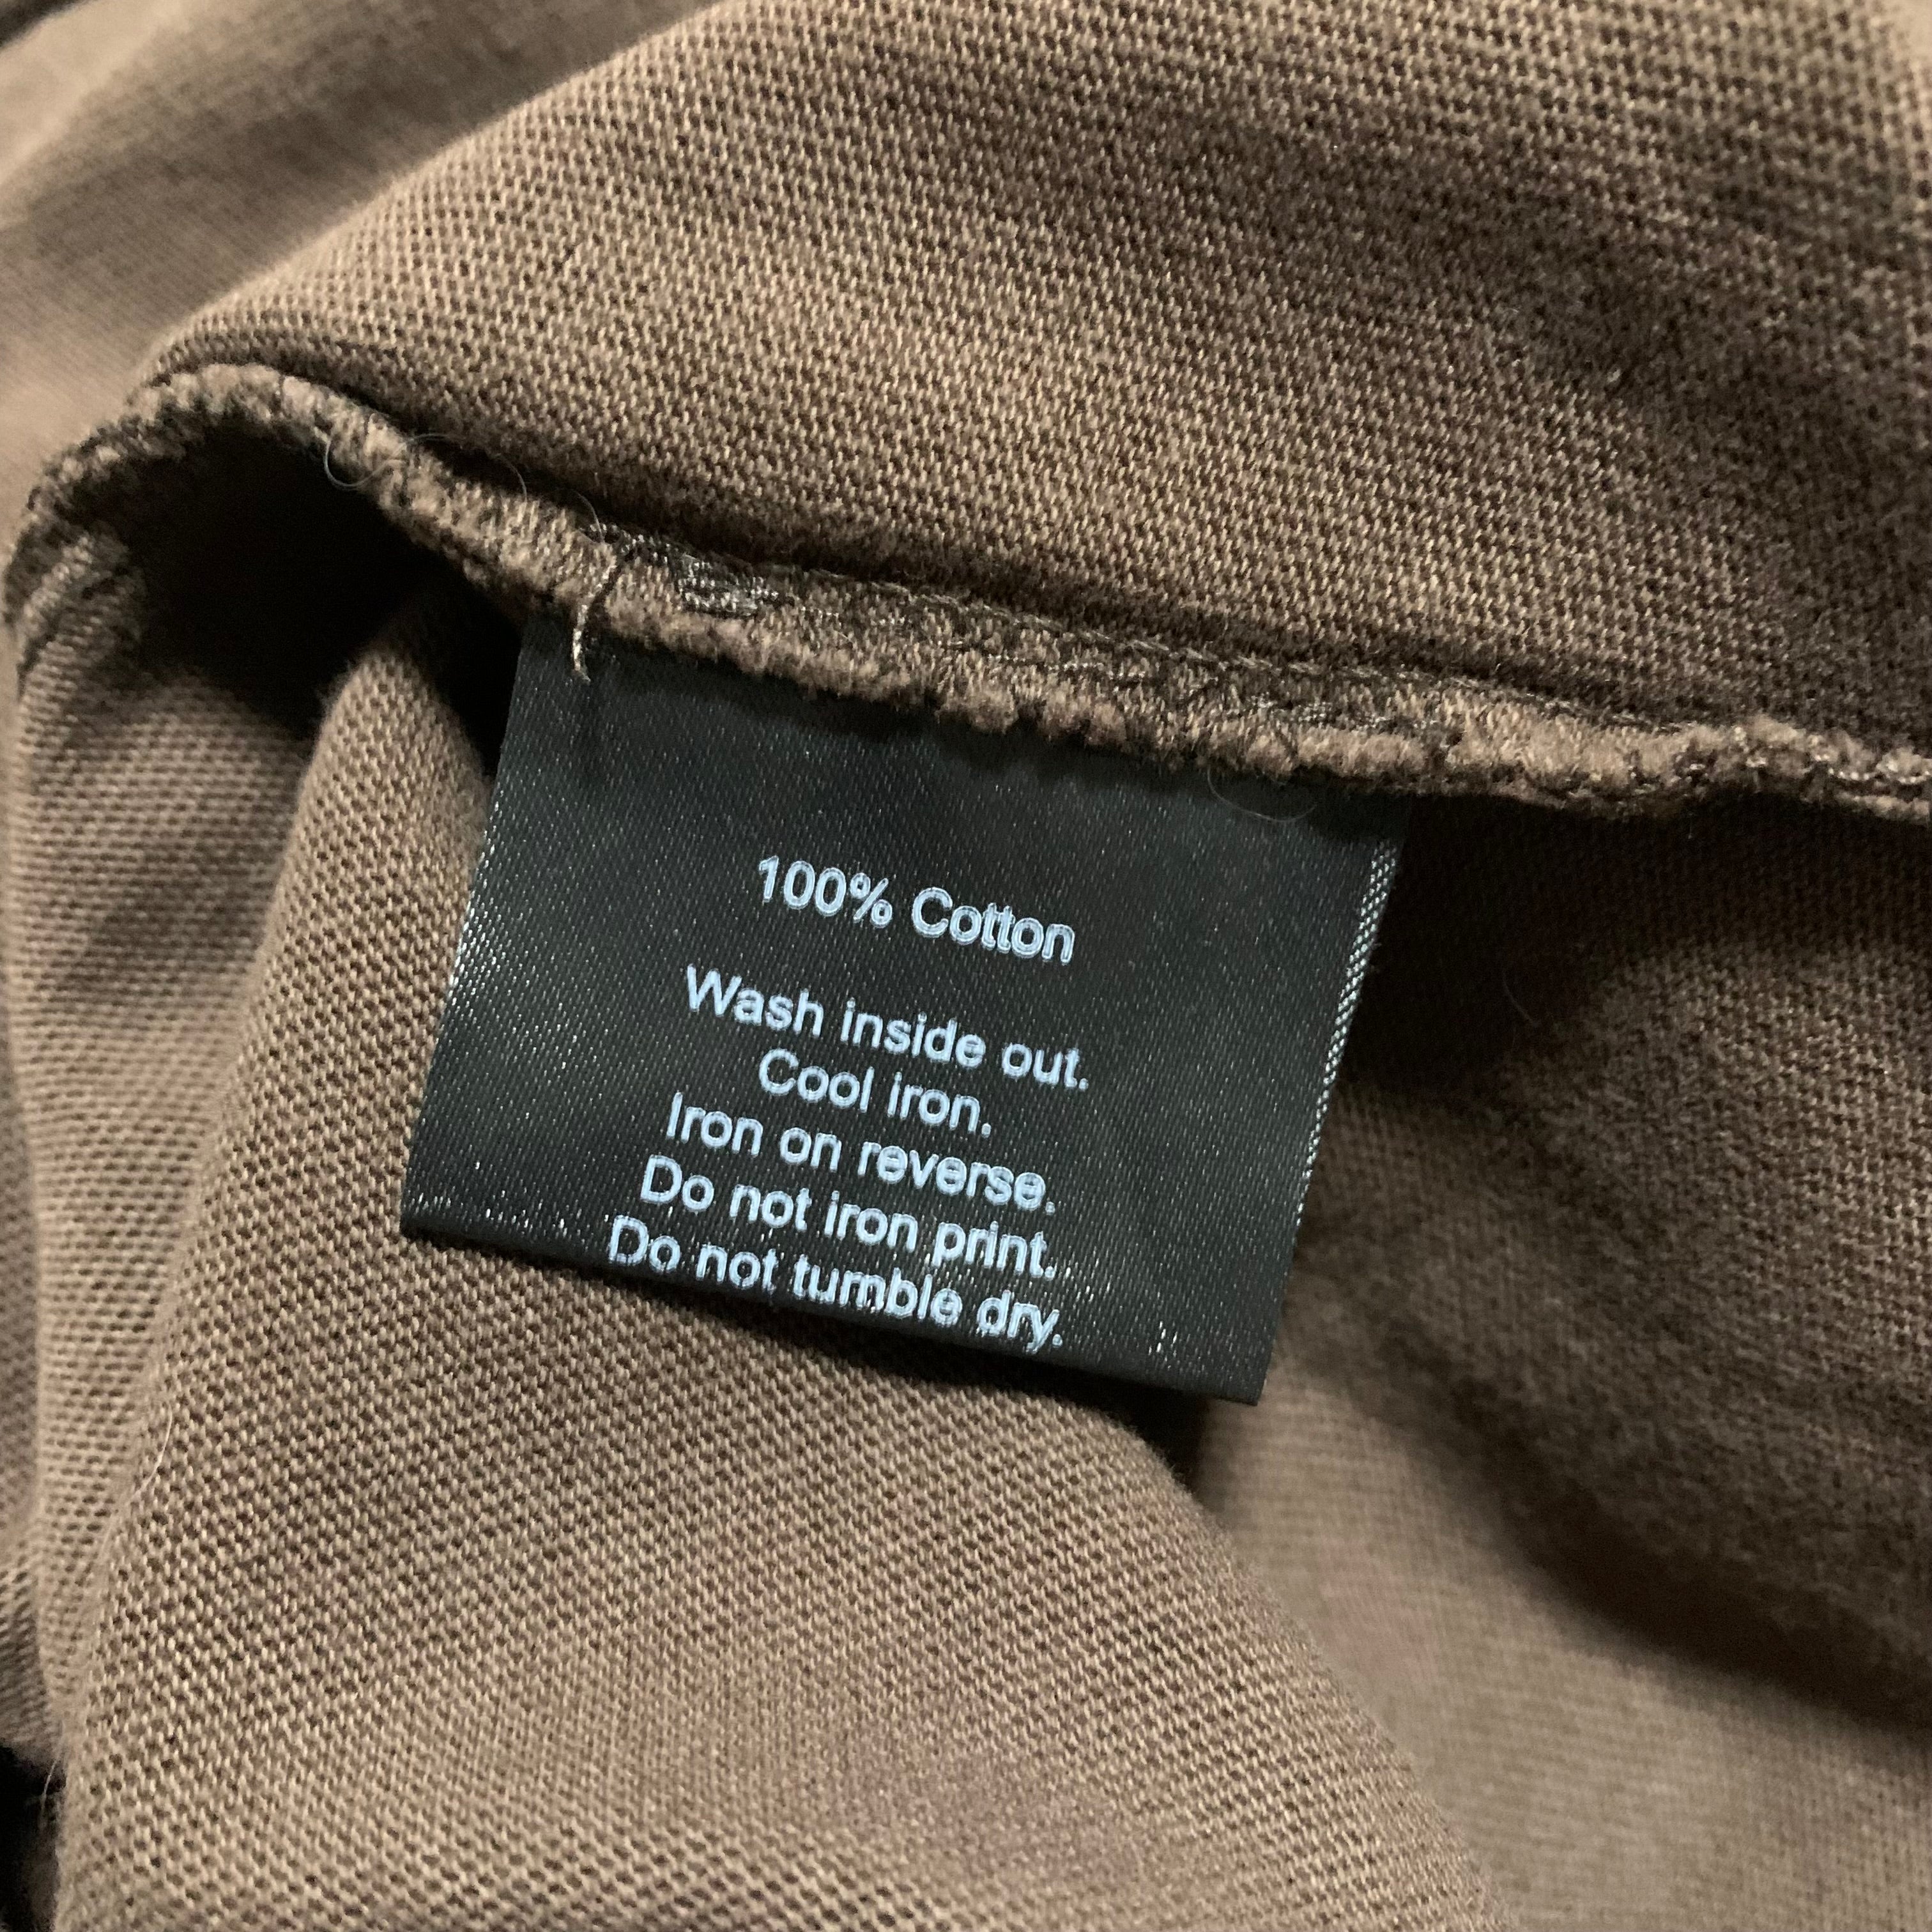 100% Cotton
Wash inside out.
Cool iron.
Iron on reverse.
Do not iron print.
Do not tumble dry.